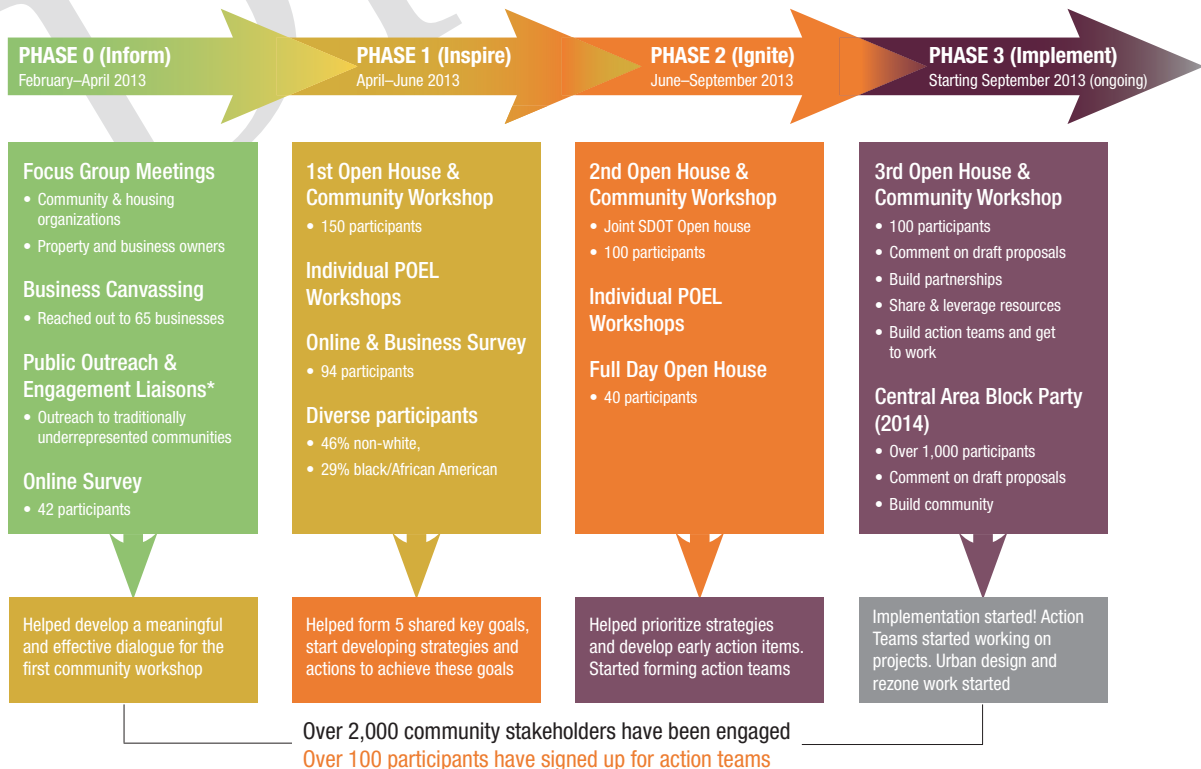 PHASE 0 (Inform)
February–April 2013
PHASE 1 (Inspire)
April–June 2013
PHASE 2 (Ignite)
June–September 2013
PHASE 3 (Implement)
Starting September 2013 (ongoing)
Focus Group Meetings
• Community & housing
organizations
• Property and business owners
Business Canvassing
• Reached out to 65 businesses
Public Outreach &
Engagement Liaisons*
• Outreach to traditionally
underrepresented communities
Online Survey
• 42 participants
1st Open House &
Community Workshop
• 150 participants
Individual POEL
Workshops
Online & Business Survey
• 94 participants
Diverse participants
• 46% non-white,
• 29% black/African American
2nd Open House &
Community Workshop
• Joint SDOT Open house
• 100 participants
Individual POEL
Workshops
Full Day Open House
• 40 participants
3rd Open House &
Community Workshop
• 100 participants
• Comment on draft proposals
• Build partnerships
• Share & leverage resources
• Build action teams and get
to work
Central Area Block Party
(2014)
• Over 1,000 participants
• Comment on draft proposals
• Build community
Helped develop a meaningful
and effective dialogue for the
first community workshop
Helped form 5 shared key goals,
start developing strategies and
actions to achieve these goals
Helped prioritize strategies
and develop early action items.
Started forming action teams
Implementation started! Action
Teams started working on
projects. Urban design and
rezone work started
Over 2,000 community stakeholders have been engaged
Over 100 participants have signed up for action teams